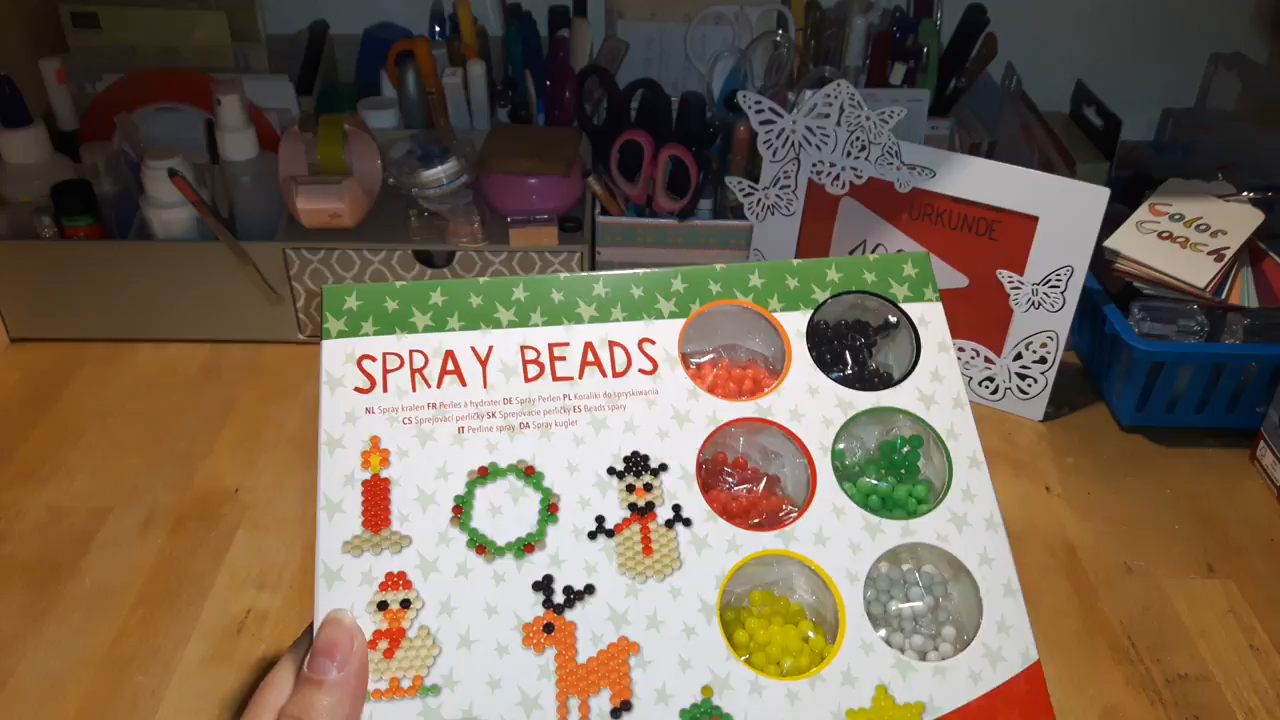 URKUNDE
Color
Coach
SPRAY BEADS
NL Spray kralen FR Perles à hydrater DE Spray-Perlen PL Koraliki do spryskiwania
CS Sprejovací perličky SK Sprejovacie perličky ES Beads spary
IT Perline spray DA Spray kugler